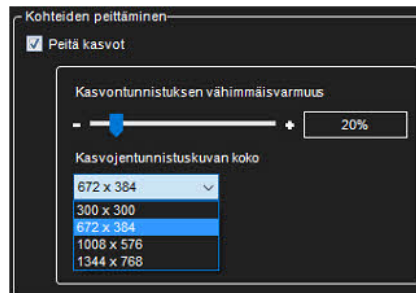 Kohteiden peittäminen
Peitä kasvot
Kasvontunnistuksen vähimmäisvarmuus
- + 20%
Kasvojentunnistuskuvan koko
672 x 384
300 x 300
672 x 384
1008 x 576
1344 x 768